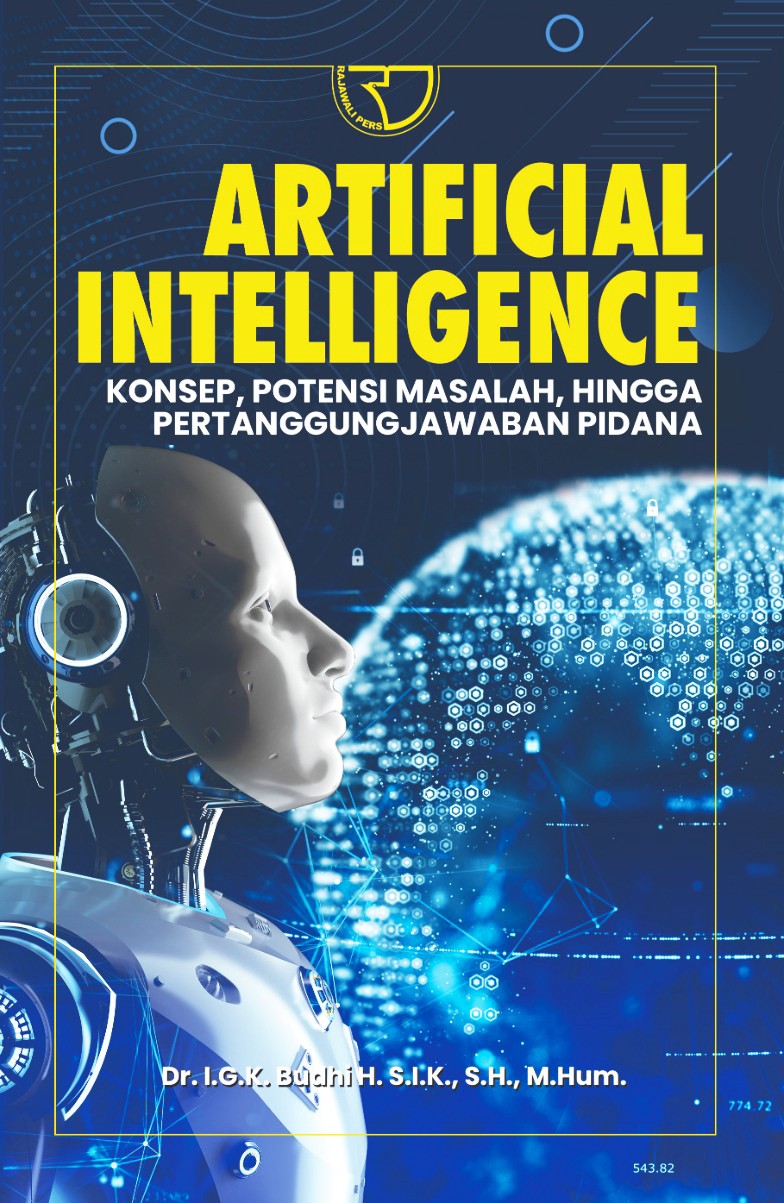 RAJAWALI PERS
ARTIFICIAL
INTELLIGENCE
KONSEP, POTENSI MASALAH, HINGGA
PERTANGGUNGJAWABAN PIDANA
Dr. I.G.K. Budhi H. S.I.K., S.H., M.Hum.
774.72
543.82